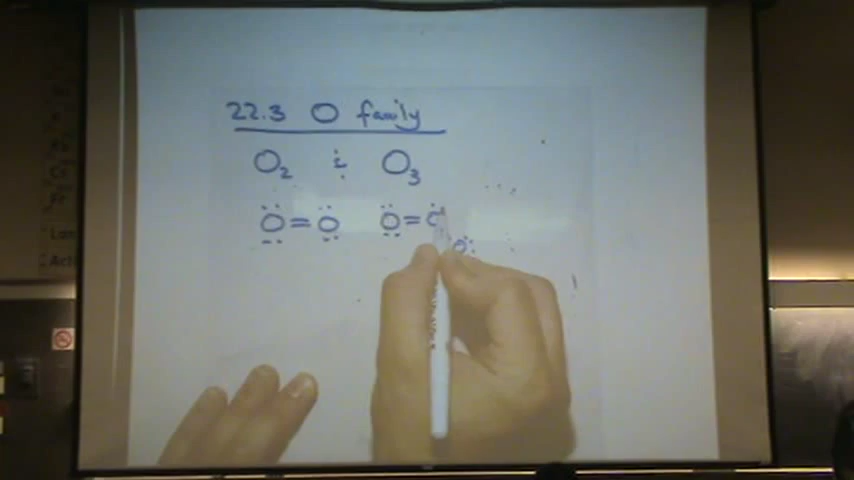 22.3 O family
O₂ & O₃
Ö=Ö Ö=O
O